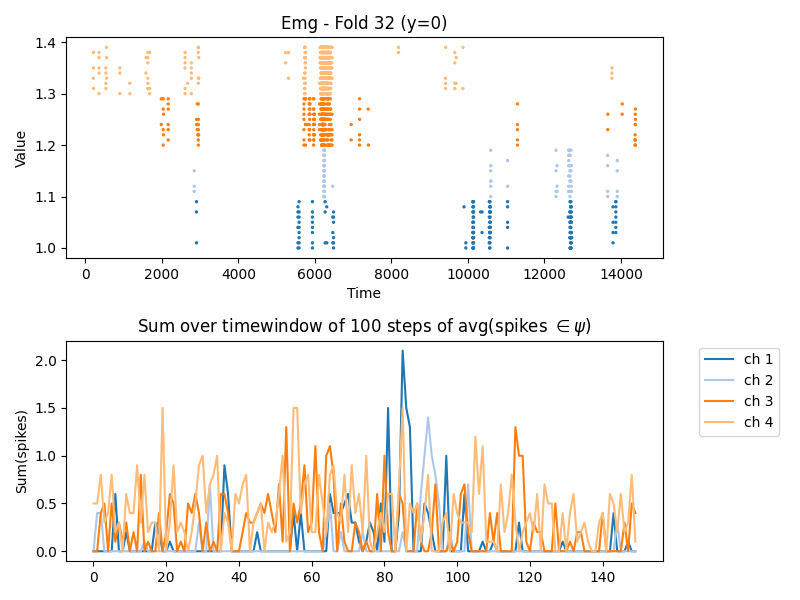 Emg - Fold 32 (y=0)
1.4
1.3
1.2
1.1
1.0
Value
0 2000 4000 6000 8000 10000 12000 14000
Time
Sum over timewindow of 100 steps of avg(spikes ∈ ψ)
2.0
1.5
1.0
0.5
0.0
Sum(spikes)
0 20 40 60 80 100 120 140
ch 1
ch 2
ch 3
ch 4